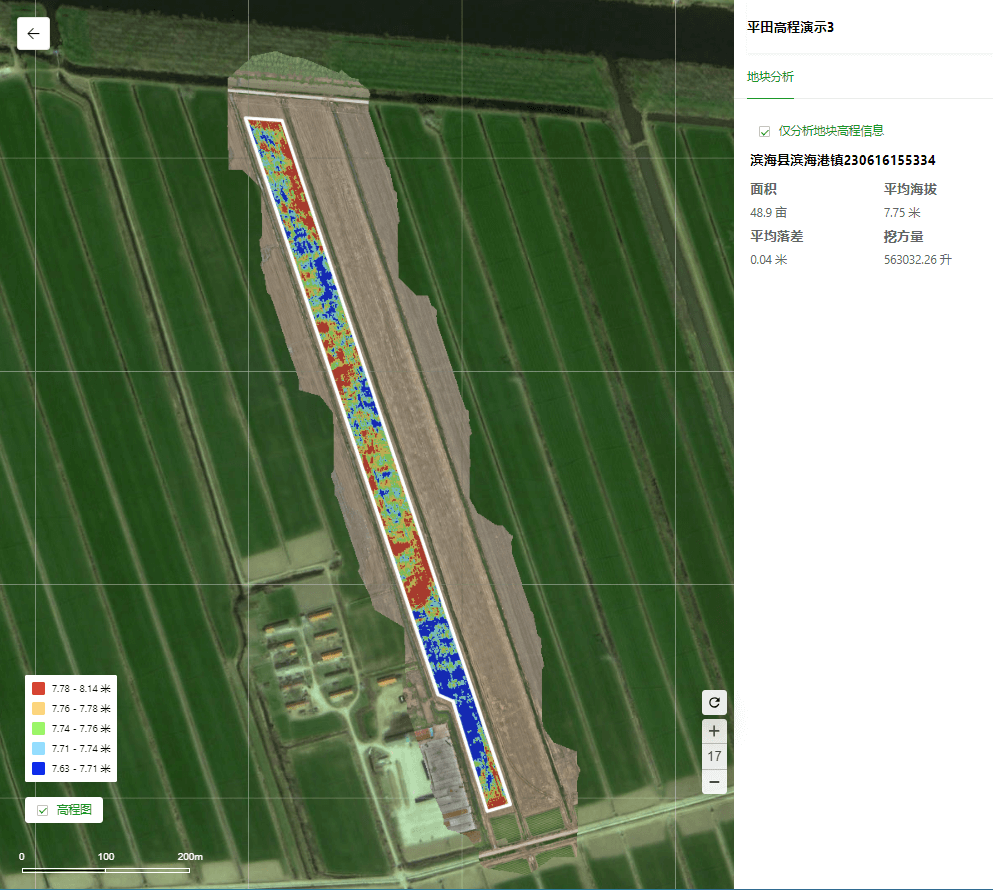 平田高程演示3
地块分析
仅分析地块高程信息
滨海县滨海港镇230616155334
面积 平均海拔
48.9 亩 7.75 米
平均落差 挖方量
0.04 米 563032.26 升
7.78 - 8.14 米
7.76 - 7.78 米
7.74 - 7.76 米
7.71 - 7.74 米
7.63 - 7.71 米
高程图
0 100 200m
+
17
−